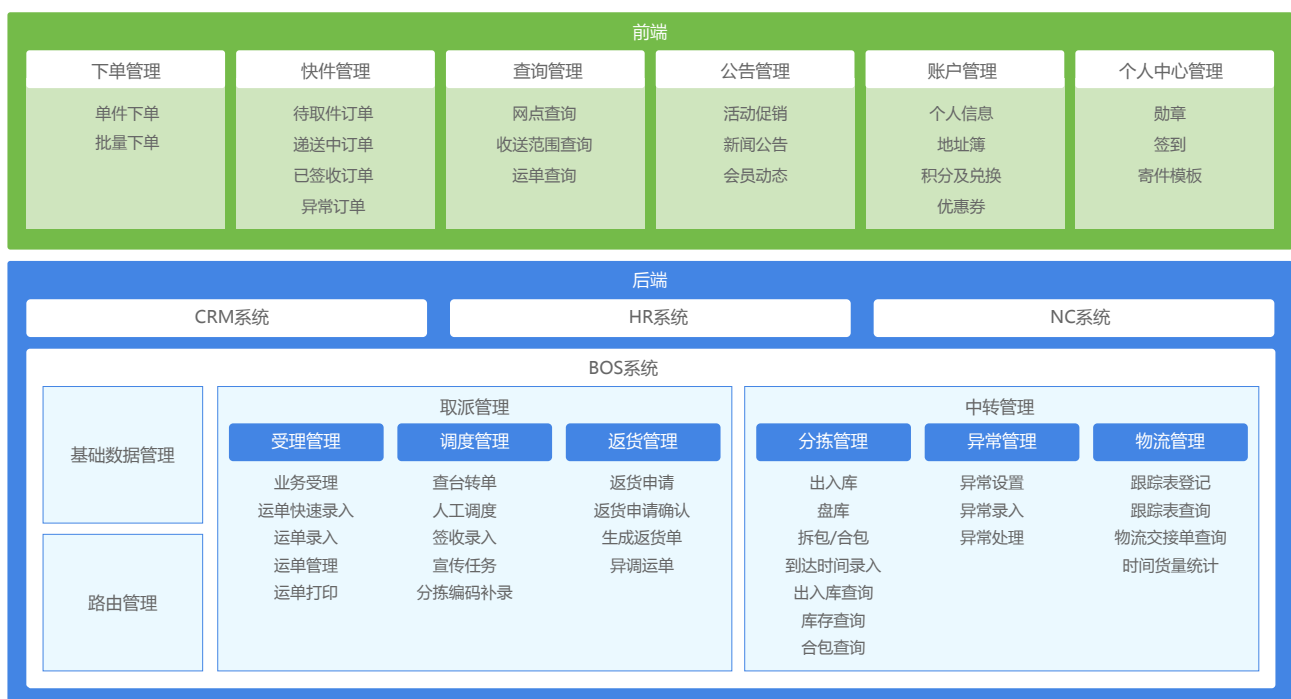 前端
下单管理
单件下单
批量下单
快件管理
待取件订单
递送中订单
已签收订单
异常订单
查询管理
网点查询
收送范围查询
运单查询
公告管理
活动促销
新闻公告
会员动态
账户管理
个人信息
地址簿
积分及兑换
优惠券
个人中心管理
勋章
签到
寄件模板
后端
CRM系统
HR系统
NC系统
BOS系统
基础数据管理
路由管理
取派管理
受理管理
业务受理
运单快速录入
运单录入
运单管理
运单打印
调度管理
查台转单
人工调度
签收录入
宣传任务
分拣编码补录
返货管理
返货申请
返货申请确认
生成返货单
异调运单
中转管理
分拣管理
出入库
盘库
拆包/合包
到达时间录入
出入库查询
库存查询
合包查询
异常管理
异常设置
异常录入
异常处理
物流管理
跟踪表登记
跟踪表查询
物流交接单查询
时间货量统计